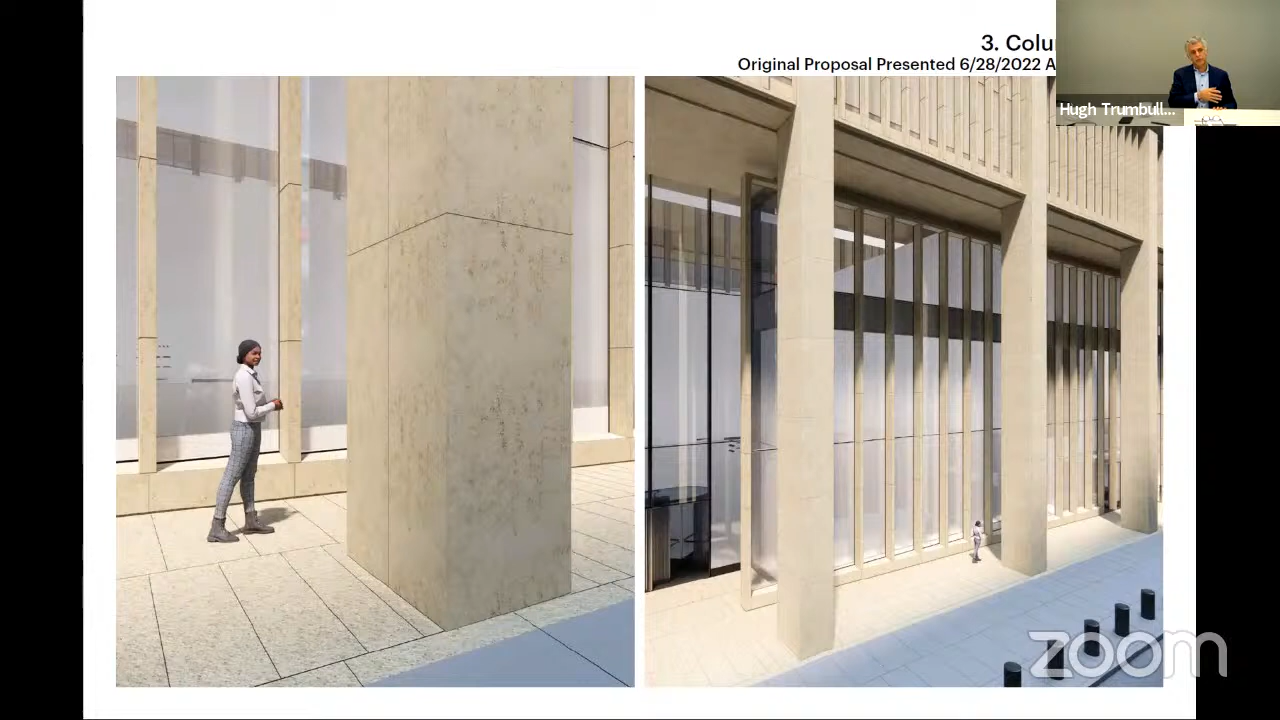 3. Colu
Original Proposal Presented 6/28/2022 A
Hugh Trumbull...
zoom